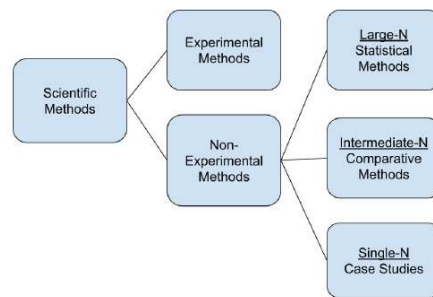 Scientific
Methods
Experimental
Methods
Non-
Experimental
Methods
Large-N
Statistical
Methods
Intermediate-N
Comparative
Methods
Single-N
Case Studies